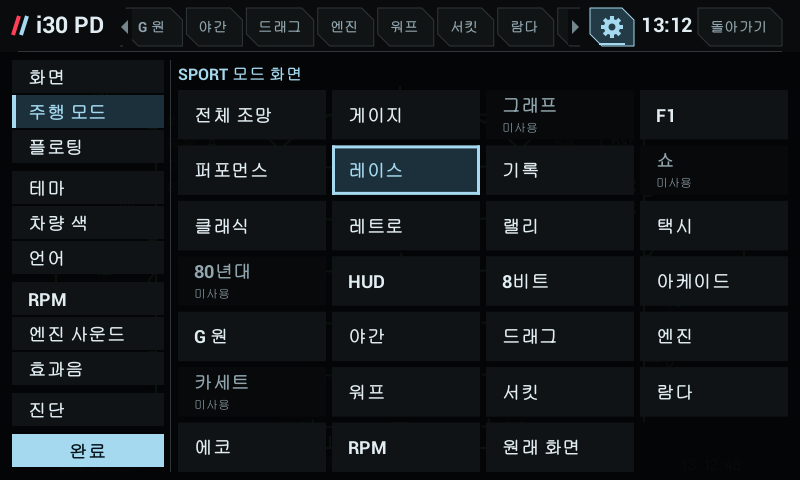 i30 PD
G 원
야간
드래그
엔진
워프
서킷
람다
13:12
돌아가기
화면
주행 모드
플로팅
테마
차량 색
언어
RPM
엔진 사운드
효과음
진단
완료
SPORT 모드 화면
전체 조망
게이지
그래프
미사용
F1
퍼포먼스
레이스
기록
쇼
미사용
클래식
레트로
랠리
택시
80년대
미사용
HUD
8비트
아케이드
G 원
야간
드래그
엔진
카세트
미사용
워프
서킷
람다
에코
RPM
원래 화면